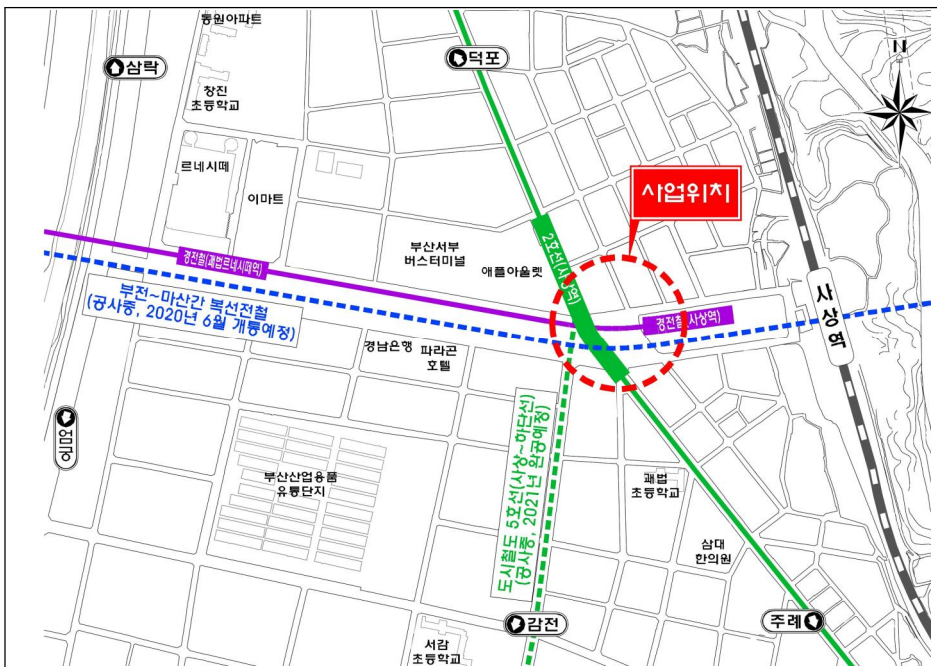 동원아파트
삼락
덕포
N
창진
초등학교
르네시떼
이마트
사업위치
부산서부
버스터미널
애플아울렛
2호선(사상역)
경전철(괘법르네시떼역)
경전철(사상역)
사상역
부전~마산간 복선전철
(공사중, 2020년 6월 개통예정)
경남은행
파라곤
호텔
엄궁
부산산업용품
유통단지
도시철도 5호선(사상~하단선)
(공사중, 2021년 완공예정)
괘법
초등학교
삼대
한의원
감전
주례
서감
초등학교